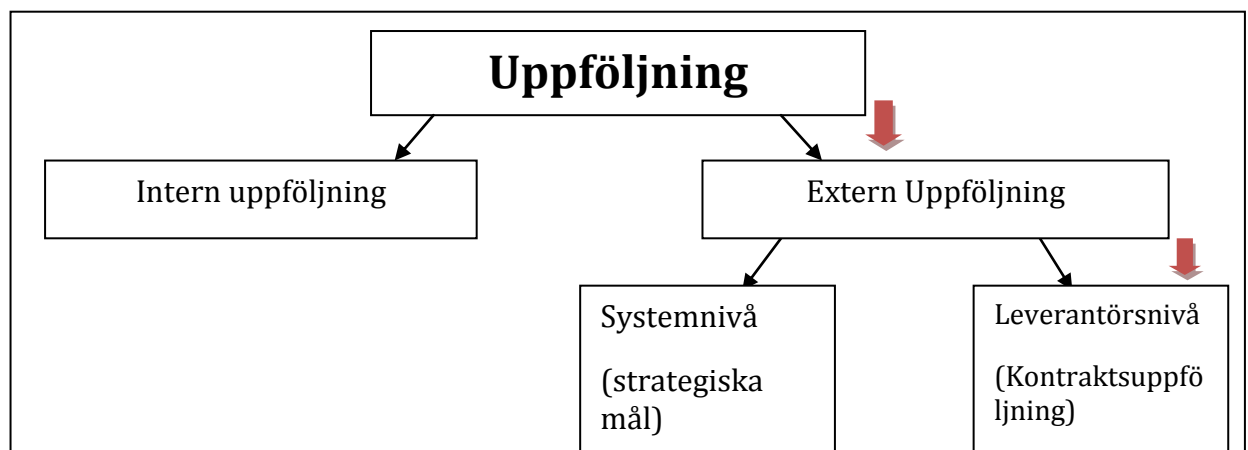 Uppföljning
Intern uppföljning
Extern Uppföljning
Systemnivå
(strategiska
mål)
Leverantörsnivå
(Kontraktsuppfö
ljning)